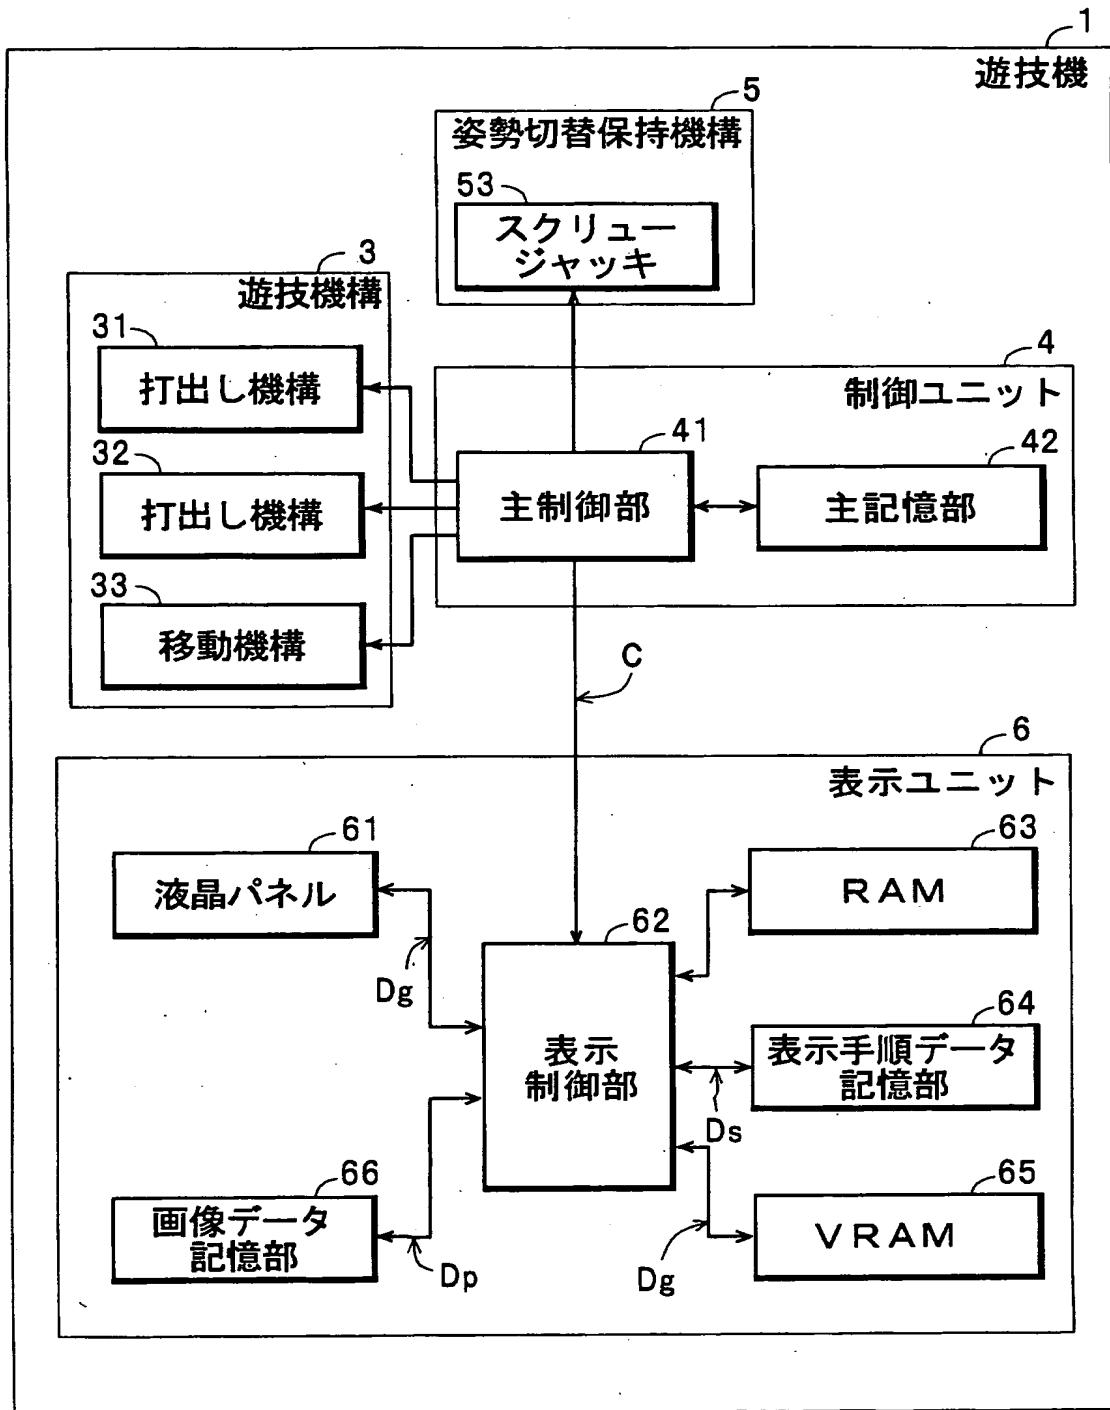 1
遊技機
5
姿勢切替保持機構
53
スクリュー
ジャッキ
3
遊技機構
31
打出し機構
32
打出し機構
33
移動機構
4
制御ユニット
41
主制御部
42
主記憶部
C
6
表示ユニット
61
液晶パネル
Dg
62
表示
制御部
63
RAM
64
表示手順データ
記憶部
Ds
65
VRAM
Dg
66
画像データ
記憶部
Dp